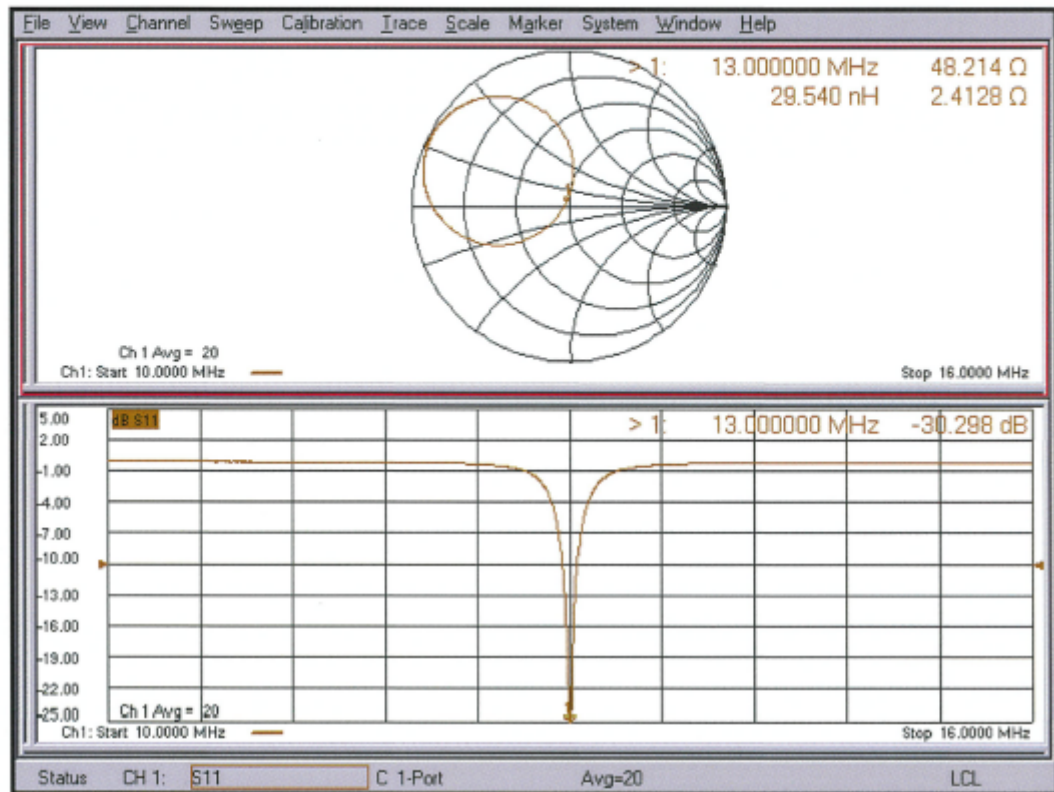 File View Channel Sweep Calibration Trace Scale Marker System Window Help
> 1: 13.000000 MHz 48.214 Ω
29.540 nH 2.4128 Ω
Ch 1 Avg = 20
Ch1: Start 10.0000 MHz
Stop 16.0000 MHz
5.00
dB S11
> 1: 13.000000 MHz -30.298 dB
2.00
-1.00
-4.00
-7.00
-10.00
-13.00
-16.00
-19.00
-22.00
-25.00
Ch 1 Avg = 20
Ch1: Start 10.0000 MHz
Stop 16.0000 MHz
Status CH 1: S11 C 1-Port Avg=20 LCL